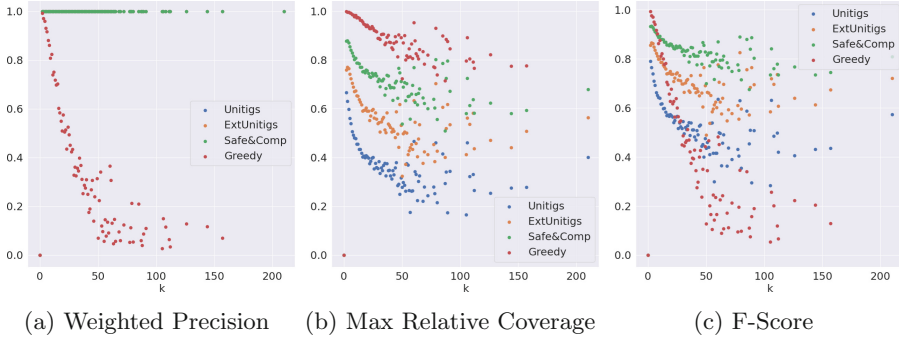 1.0
0.8
0.6
0.4
0.2
0.0
Unitigs
ExtUnitigs
Safe&Comp
Greedy
0 50 100 150 200
k
(a) Weighted Precision
1.0
0.8
0.6
0.4
0.2
0.0
Unitigs
ExtUnitigs
Safe&Comp
Greedy
0 50 100 150 200
k
(b) Max Relative Coverage
1.0
0.8
0.6
0.4
0.2
0.0
Unitigs
ExtUnitigs
Safe&Comp
Greedy
0 50 100 150 200
k
(c) F-Score